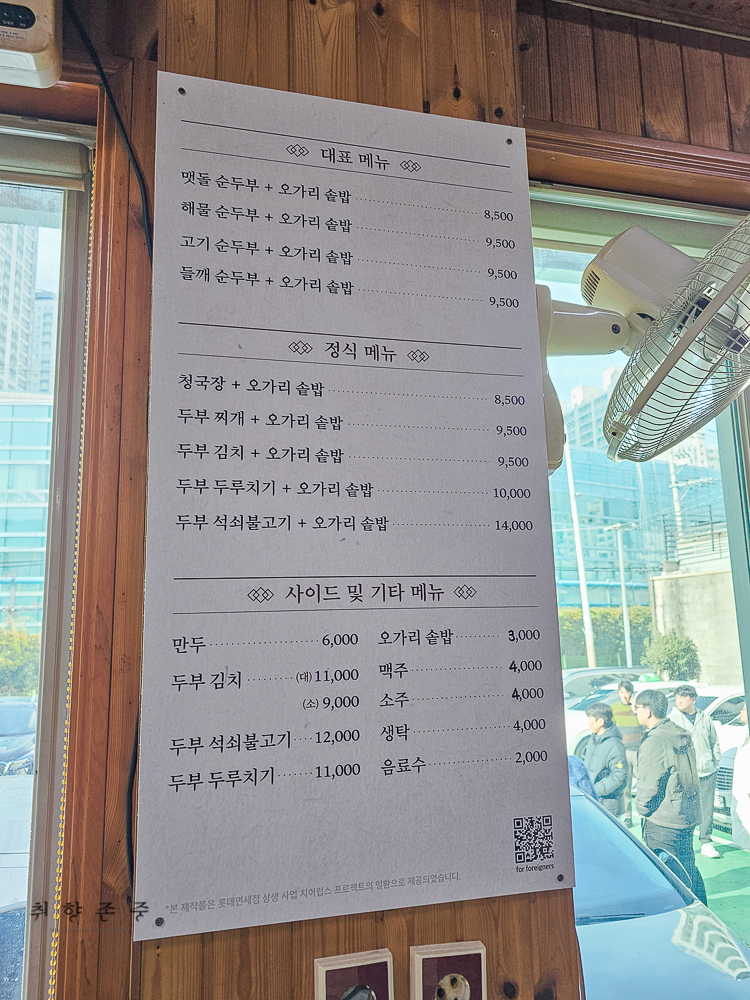 대표 메뉴
맷돌 순두부 + 오가리 솥밥 8,500
해물 순두부 + 오가리 솥밥 9,500
고기 순두부 + 오가리 솥밥 9,500
들깨 순두부 + 오가리 솥밥 9,500
정식 메뉴
청국장 + 오가리 솥밥 8,500
두부 찌개 + 오가리 솥밥 9,500
두부 김치 + 오가리 솥밥 9,500
두부 두루치기 + 오가리 솥밥 10,000
두부 석쇠불고기 + 오가리 솥밥 14,000
사이드 및 기타 메뉴
만두 6,000
두부 김치 (대) 11,000
(소) 9,000
두부 석쇠불고기 12,000
두부 두루치기 11,000
오가리 솥밥 3,000
맥주 4,000
소주 4,000
생탁 4,000
음료수 2,000
for foreigners
*본 제작물은 롯데면세점 상생 사업 치어럽스 프로젝트의 일환으로 제공되었습니다.
취향존중